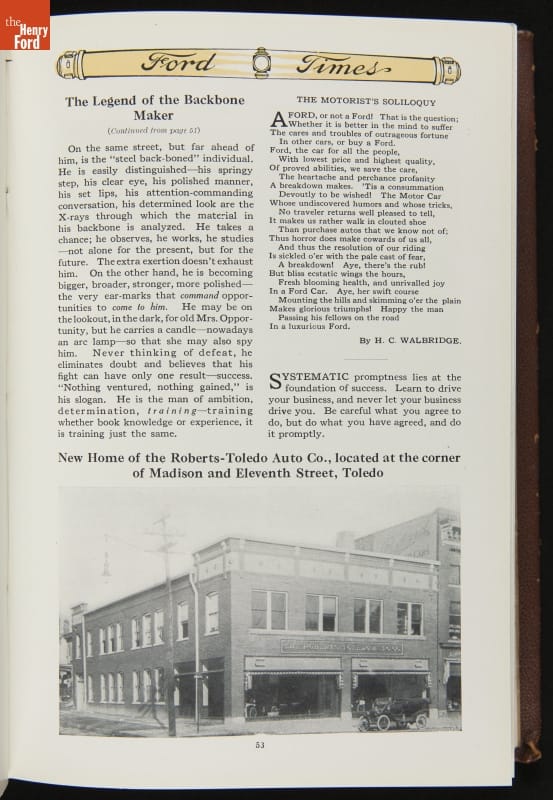 the
Henry
Ford
Ford Times
The Legend of the Backbone
Maker
(Continued from page 51)
On the same street, but far ahead of
him, is the "steel back-boned" individual.
He is easily distinguished—his springy
step, his clear eye, his polished manner,
his set lips, his attention-commanding
conversation, his determined look are the
X-rays through which the material in
his backbone is analyzed. He takes a
chance; he observes, he works, he studies
—not alone for the present, but for the
future. The extra exertion doesn't exhaust
him. On the other hand, he is becoming
bigger, broader, stronger, more polished—
the very ear-marks that command oppor-
tunities to come to him. He may be on
the lookout, in the dark, for old Mrs. Oppor-
tunity, but he carries a candle—nowadays
an arc lamp—so that she may also spy
him. Never thinking of defeat, he
eliminates doubt and believes that his
fight can have only one result—success.
"Nothing ventured, nothing gained," is
his slogan. He is the man of ambition,
determination, training—training
whether book knowledge or experience, it
is training just the same.
THE MOTORIST'S SOLILOQUY
A FORD, or not a Ford! That is the question;
Whether it is better in the mind to suffer
The cares and troubles of outrageous fortune
In other cars, or buy a Ford.
Ford, the car for all the people,
With lowest price and highest quality,
Of proved abilities, we save the care,
The heartache and perchance profanity
A breakdown makes. 'Tis a consummation
Devoutly to be wished! The Motor Car
Whose undiscovered humors and whose tricks,
No traveler returns well pleased to tell,
It makes us rather walk in clouted shoe
Than purchase autos that we know not of;
Thus horror does make cowards of us all,
And thus the resolution of our riding
Is sickled o'er with the pale cast of fear,
A breakdown! Aye, there's the rub!
But bliss ecstatic wings the hours,
Fresh blooming health, and unrivalled joy
In a Ford Car. Aye, her swift course
Mounting the hills and skimming o'er the plain
Makes glorious triumphs! Happy the man
Passing his fellows on the road
In a luxurious Ford.
By H. C. WALBRIDGE.
SYSTEMATIC promptness lies at the
foundation of success. Learn to drive
your business, and never let your business
drive you. Be careful what you agree to
do, but do what you have agreed, and do
it promptly.
New Home of the Roberts-Toledo Auto Co., located at the corner
of Madison and Eleventh Street, Toledo
53